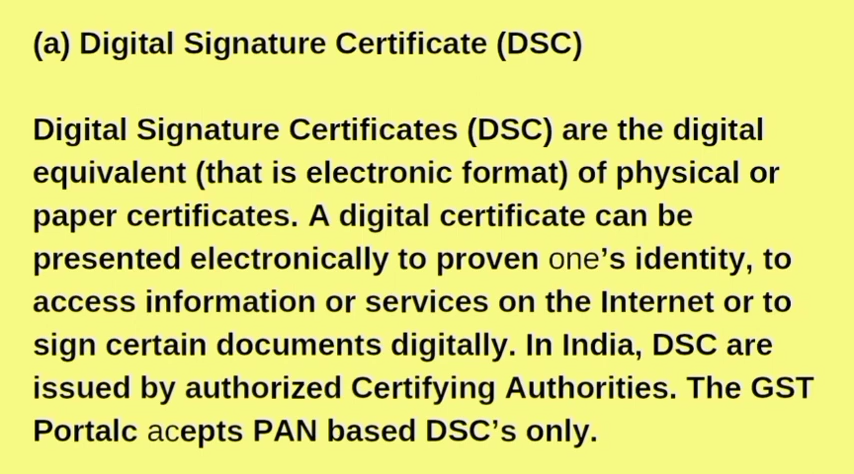 (a) Digital Signature Certificate (DSC)
Digital Signature Certificates (DSC) are the digital
equivalent (that is electronic format) of physical or
paper certificates. A digital certificate can be
presented electronically to proven one’s identity, to
access information or services on the Internet or to
sign certain documents digitally. In India, DSC are
issued by authorized Certifying Authorities. The GST
Portalc acepts PAN based DSC’s only.